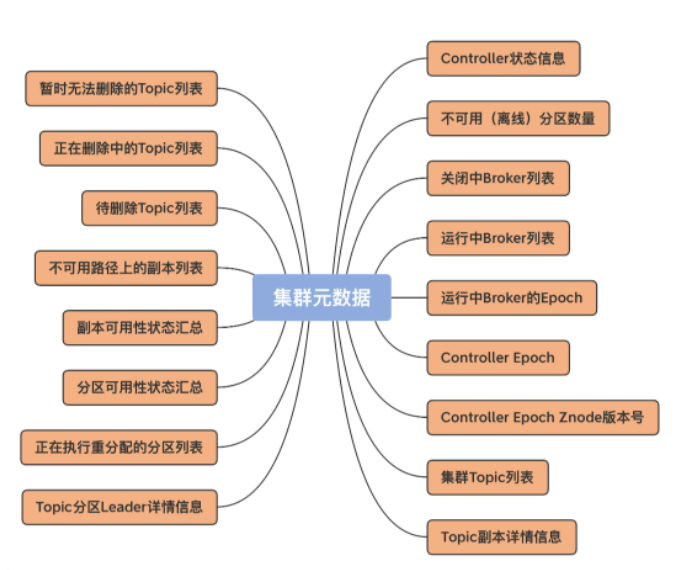 集群元数据
Controller状态信息
不可用（离线）分区数量
关闭中Broker列表
运行中Broker列表
运行中Broker的Epoch
Controller Epoch
Controller Epoch Znode版本号
集群Topic列表
Topic副本详情信息
暂时无法删除的Topic列表
正在删除中的Topic列表
待删除Topic列表
不可用路径上的副本列表
副本可用性状态汇总
分区可用性状态汇总
正在执行重分配的分区列表
Topic分区Leader详情信息